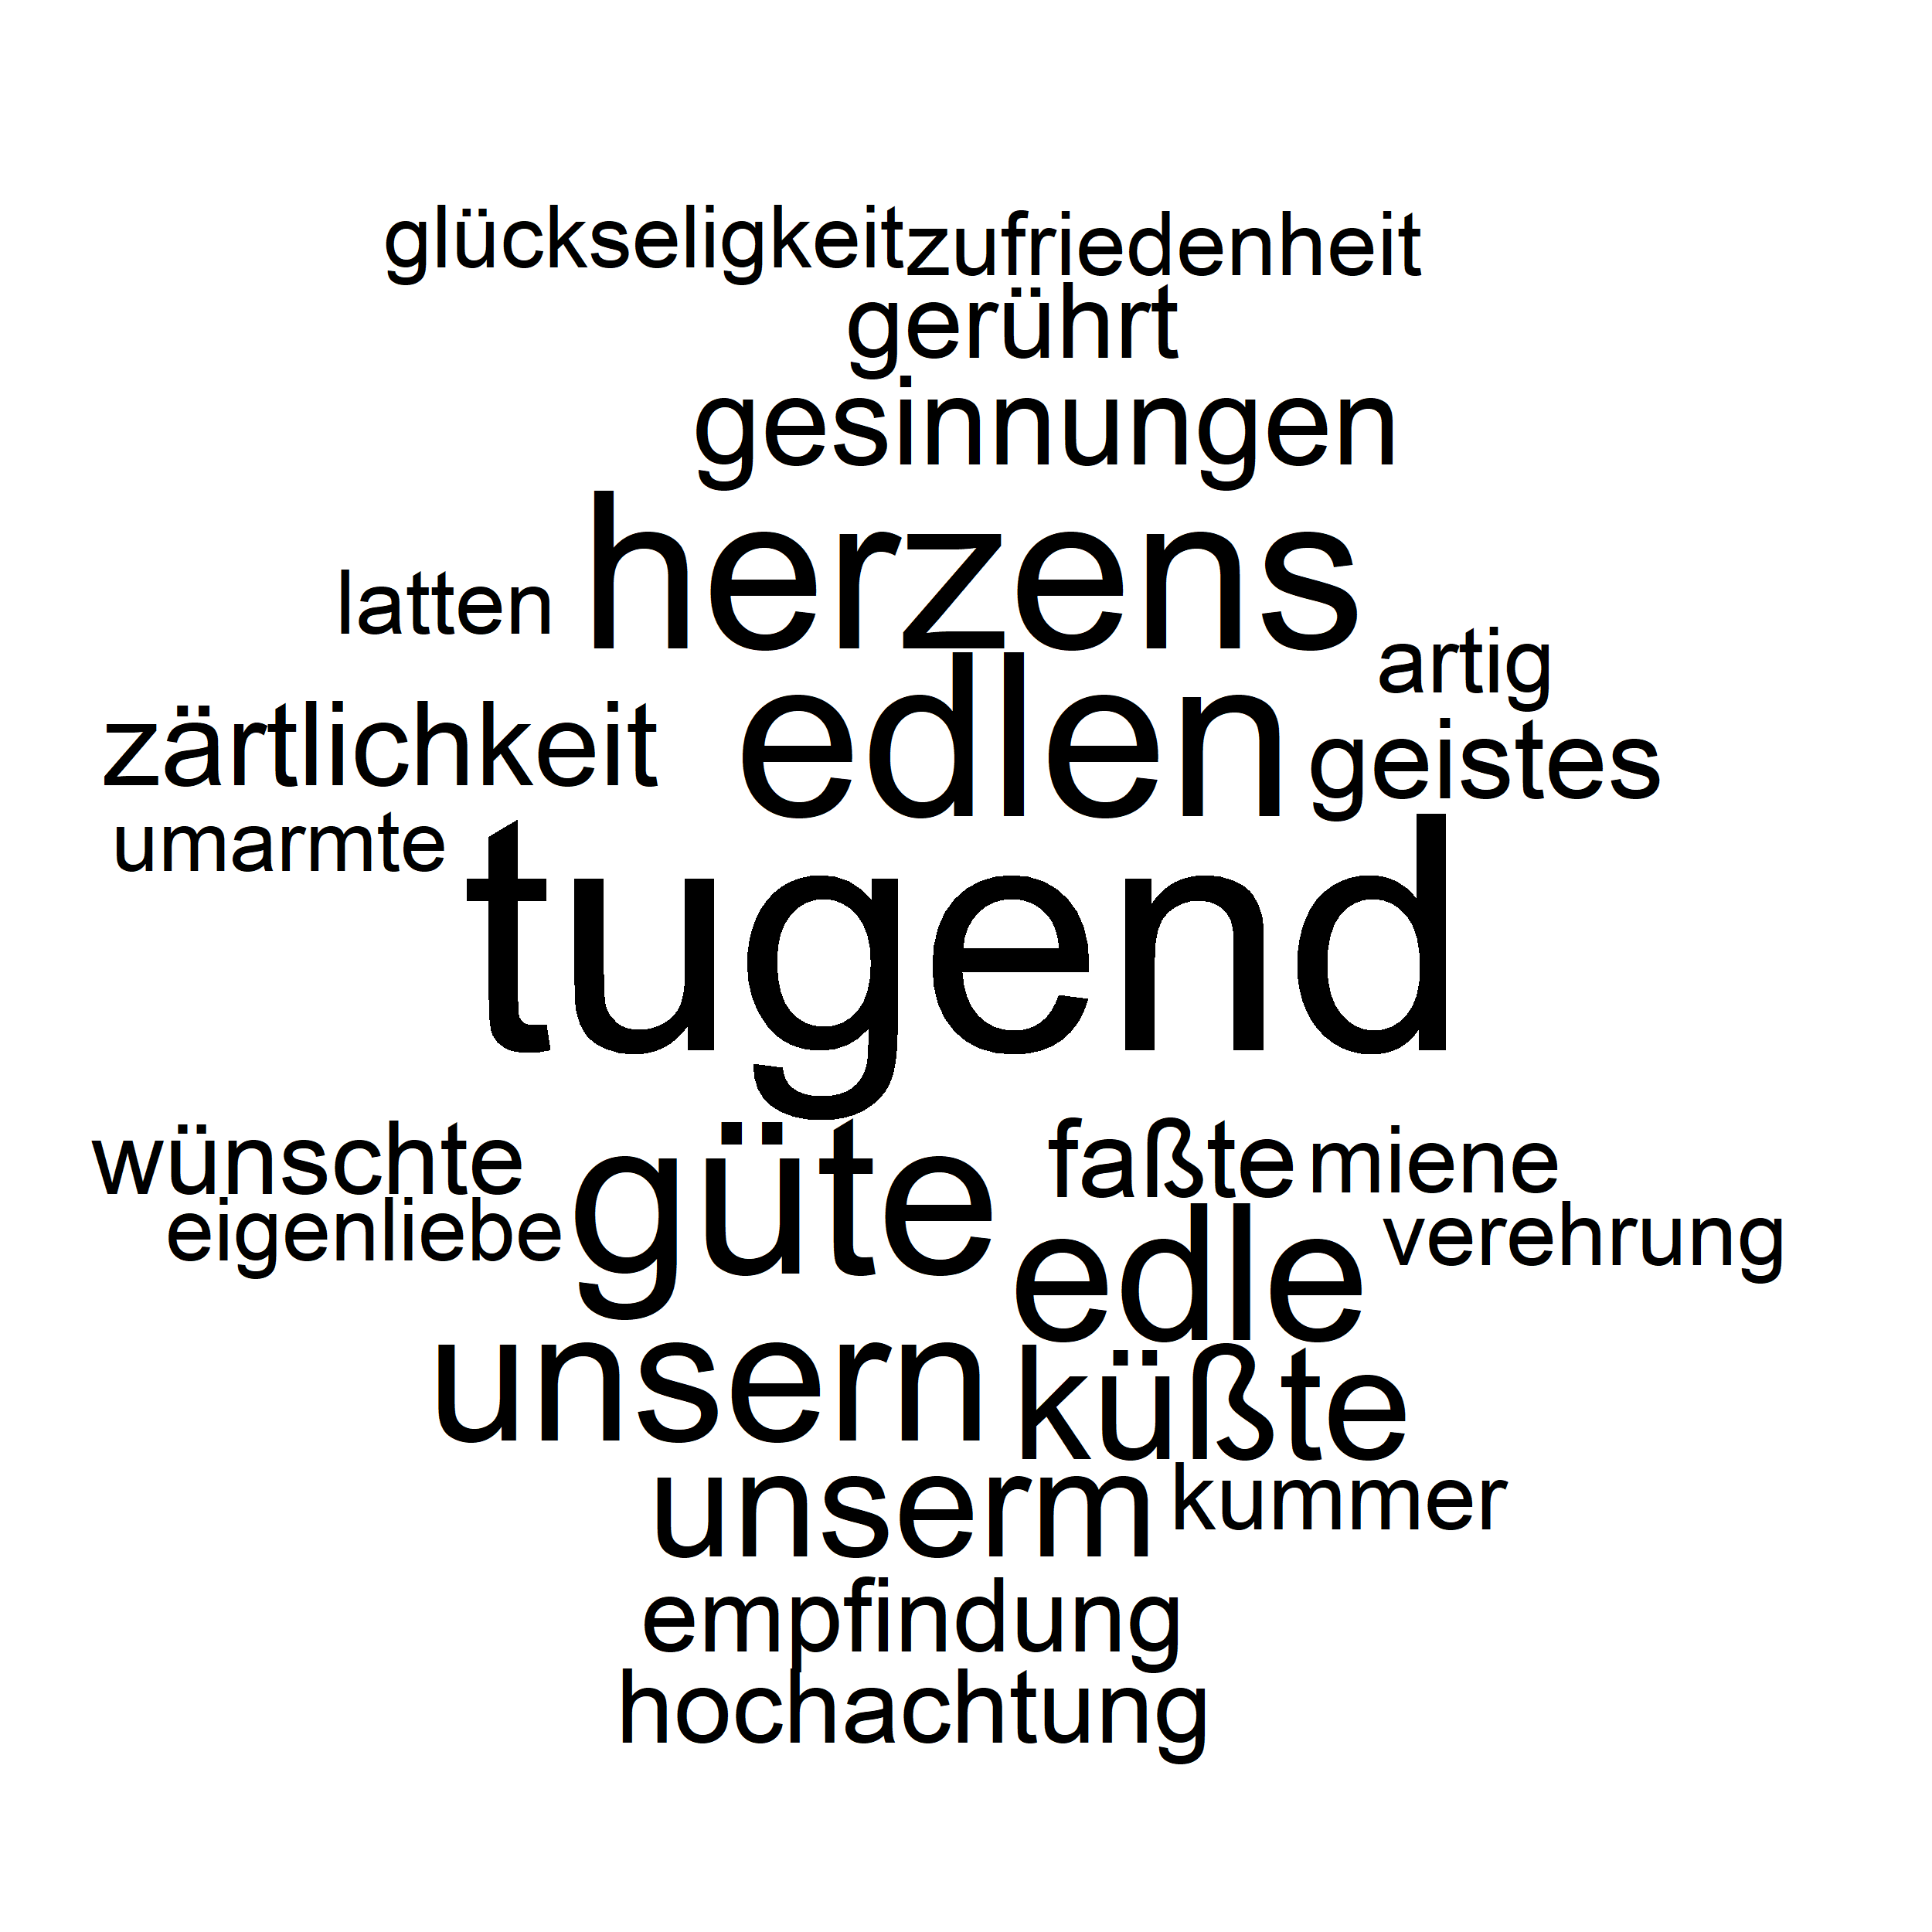 glückseligkeit zufriedenheit
gerührt
gesinnungen
herzens
latten
artig
zärtlichkeit edlen geistes
umarmte
tugend
wünschte güte faßte miene
eigenliebe edle verehrung
unsern küßte
unserm kummer
empfindung
hochachtung